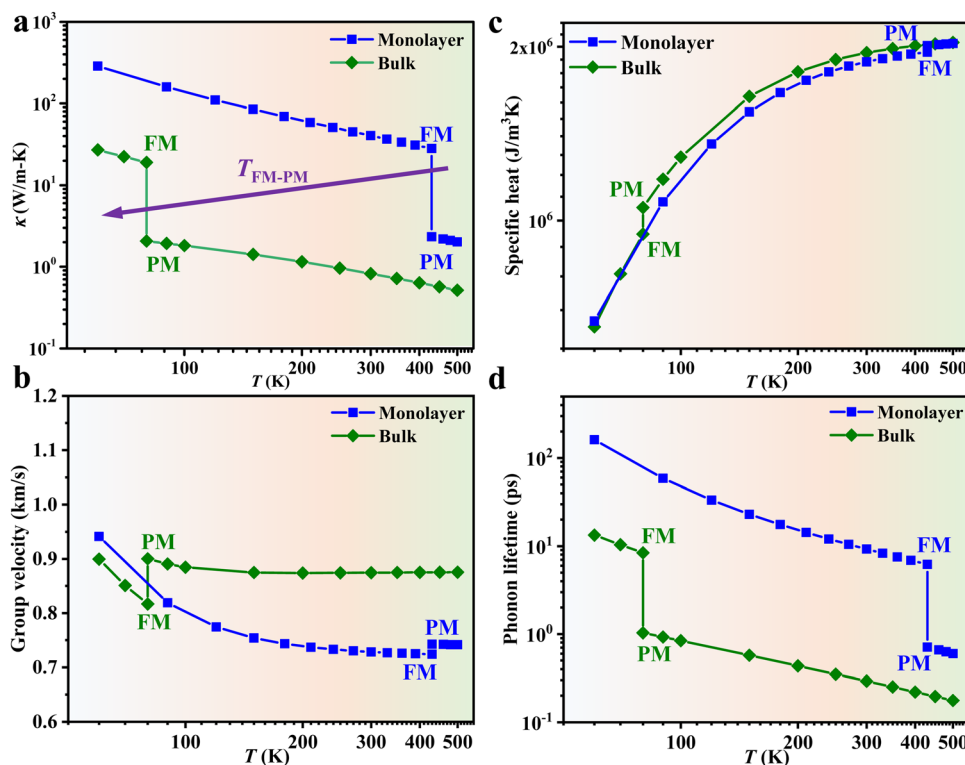 a
κ (W/m-K)
10³
10²
10¹
10⁰
10⁻¹
Monolayer
Bulk
FM
PM
T_FM-PM
FM
PM
100
200
300
400
500
T (K)
c
Specific heat (J/m³K)
2×10⁶
10⁶
Monolayer
Bulk
PM
FM
PM
FM
100
200
300
400
500
T (K)
b
Group velocity (km/s)
1.2
1.1
1.0
0.9
0.8
0.7
0.6
Monolayer
Bulk
PM
FM
PM
FM
100
200
300
400
500
T (K)
d
Phonon lifetime (ps)
10²
10¹
10⁰
10⁻¹
Monolayer
Bulk
FM
PM
FM
PM
100
200
300
400
500
T (K)